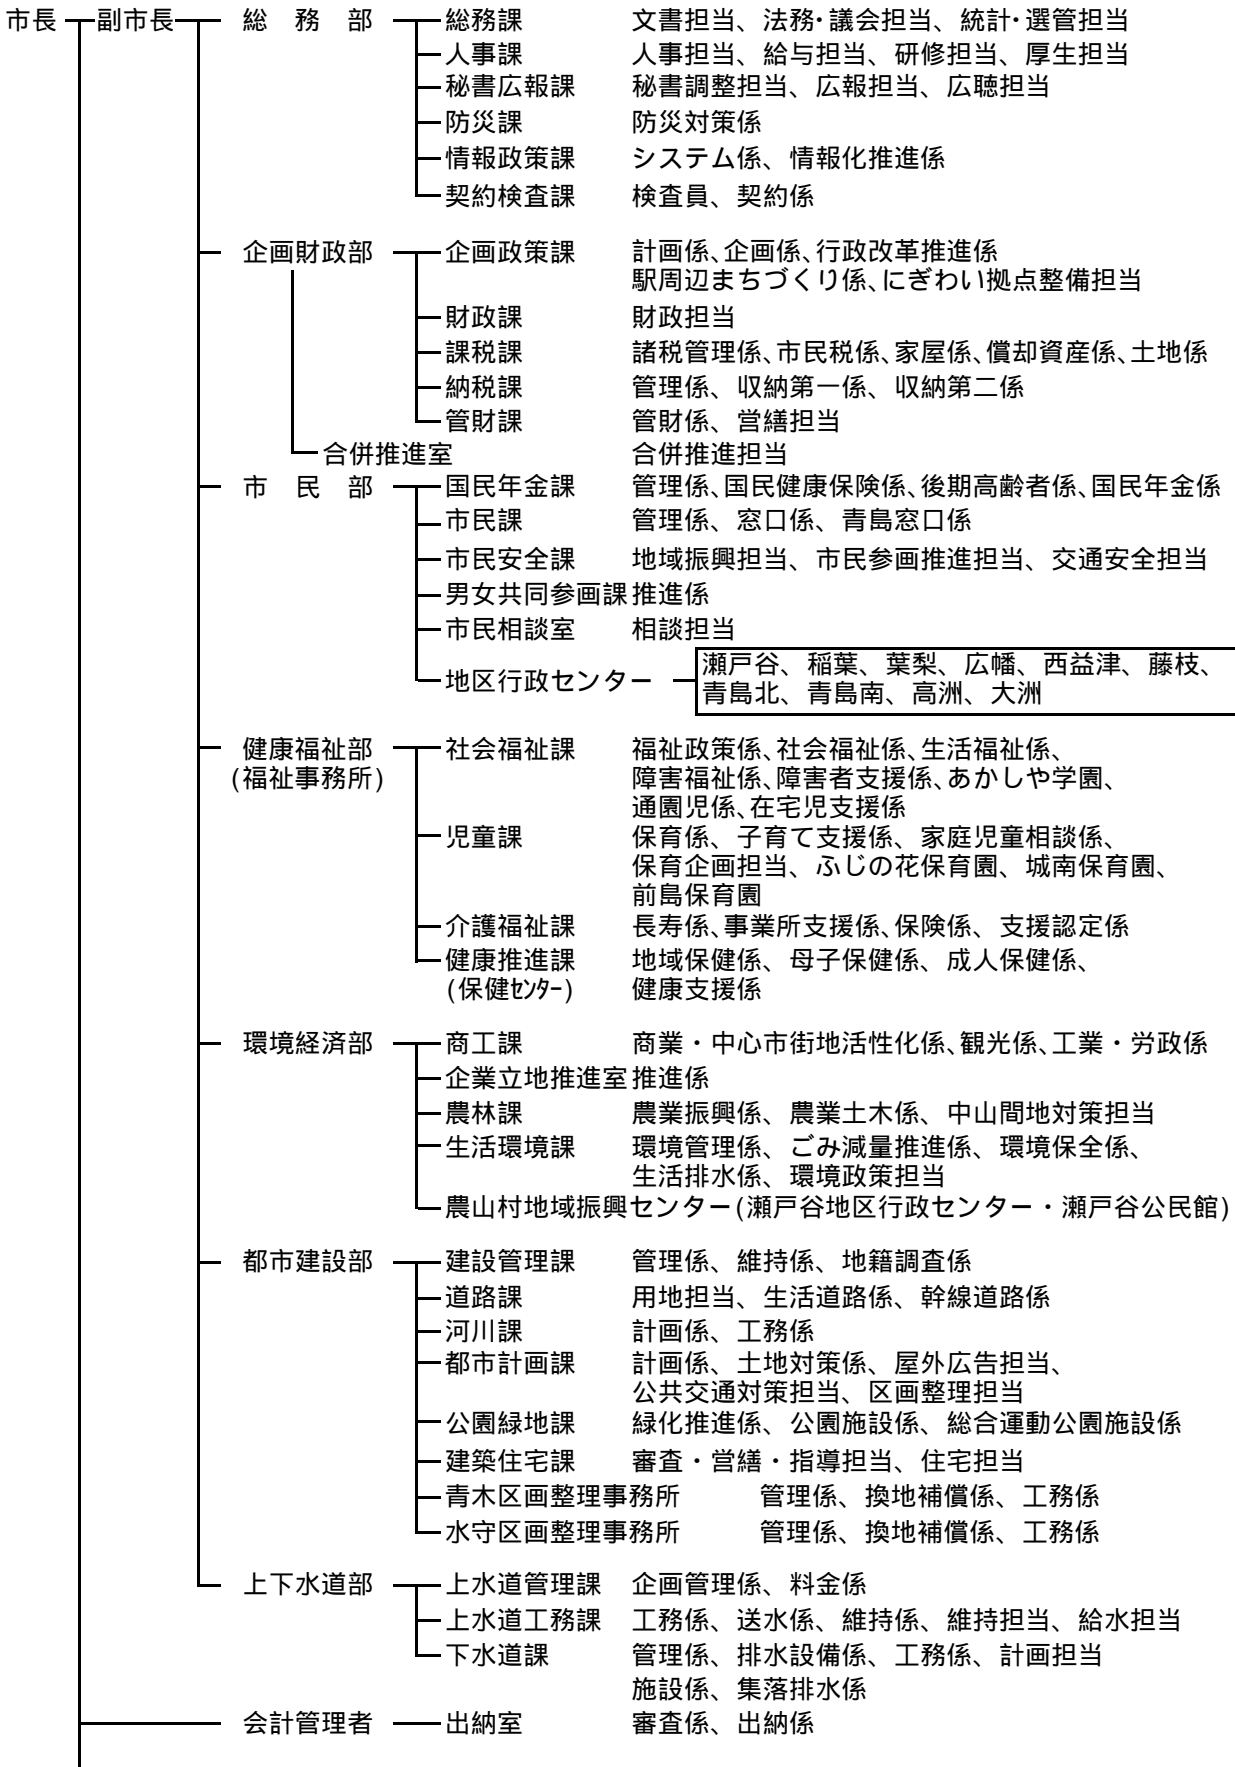 市長 副市長 総務部 総務課 文書担当、法務・議会担当、統計・選管担当
人事課 人事担当、給与担当、研修担当、厚生担当
秘書広報課 秘書調整担当、広報担当、広聴担当
防災課 防災対策係
情報政策課 システム係、情報化推進係
契約検査課 検査員、契約係
企画財政部 企画政策課 計画係、企画係、行政改革推進係
駅周辺まちづくり係、にぎわい拠点整備担当
財政課 財政担当
課税課 諸税管理係、市民税係、家屋係、償却資産係、土地係
納税課 管理係、収納第一係、収納第二係
管財課 管財係、営繕担当
合併推進室 合併推進担当
市民部 国民年金課 管理係、国民健康保険係、後期高齢者係、国民年金係
市民課 管理係、窓口係、青島窓口係
市民安全課 地域振興担当、市民参画推進担当、交通安全担当
男女共同参画課 推進係
市民相談室 相談担当
地区行政センター 瀬戸谷、稲葉、葉梨、広幡、西益津、藤枝、
青島北、青島南、高洲、大洲
健康福祉部 社会福祉課 福祉政策係、社会福祉係、生活福祉係、
(福祉事務所) 障害福祉係、障害者支援係、あかしや学園、
通園児係、在宅児支援係
児童課 保育係、子育て支援係、家庭児童相談係、
保育企画担当、ふじの花保育園、城南保育園、
前島保育園
介護福祉課 長寿係、事業所支援係、保険係、支援認定係
健康推進課 地域保健係、母子保健係、成人保健係、
(保健ｾﾝﾀｰ) 健康支援係
環境経済部 商工課 商業・中心市街地活性化係、観光係、工業・労政係
企業立地推進室 推進係
農林課 農業振興係、農業土木係、中山間地対策担当
生活環境課 環境管理係、ごみ減量推進係、環境保全係、
生活排水係、環境政策担当
農山村地域振興センター(瀬戸谷地区行政センター・瀬戸谷公民館)
都市建設部 建設管理課 管理係、維持係、地籍調査係
道路課 用地担当、生活道路係、幹線道路係
河川課 計画係、工務係
都市計画課 計画係、土地対策係、屋外広告担当、
公共交通対策担当、区画整理担当
公園緑地課 緑化推進係、公園施設係、総合運動公園施設係
建築住宅課 審査・営繕・指導担当、住宅担当
青木区画整理事務所 管理係、換地補償係、工務係
水守区画整理事務所 管理係、換地補償係、工務係
上下水道部 上水道管理課 企画管理係、料金係
上水道工務課 工務係、送水係、維持係、維持担当、給水担当
下水道課 管理係、排水設備係、工務係、計画担当
施設係、集落排水係
会計管理者 出納室 審査係、出納係